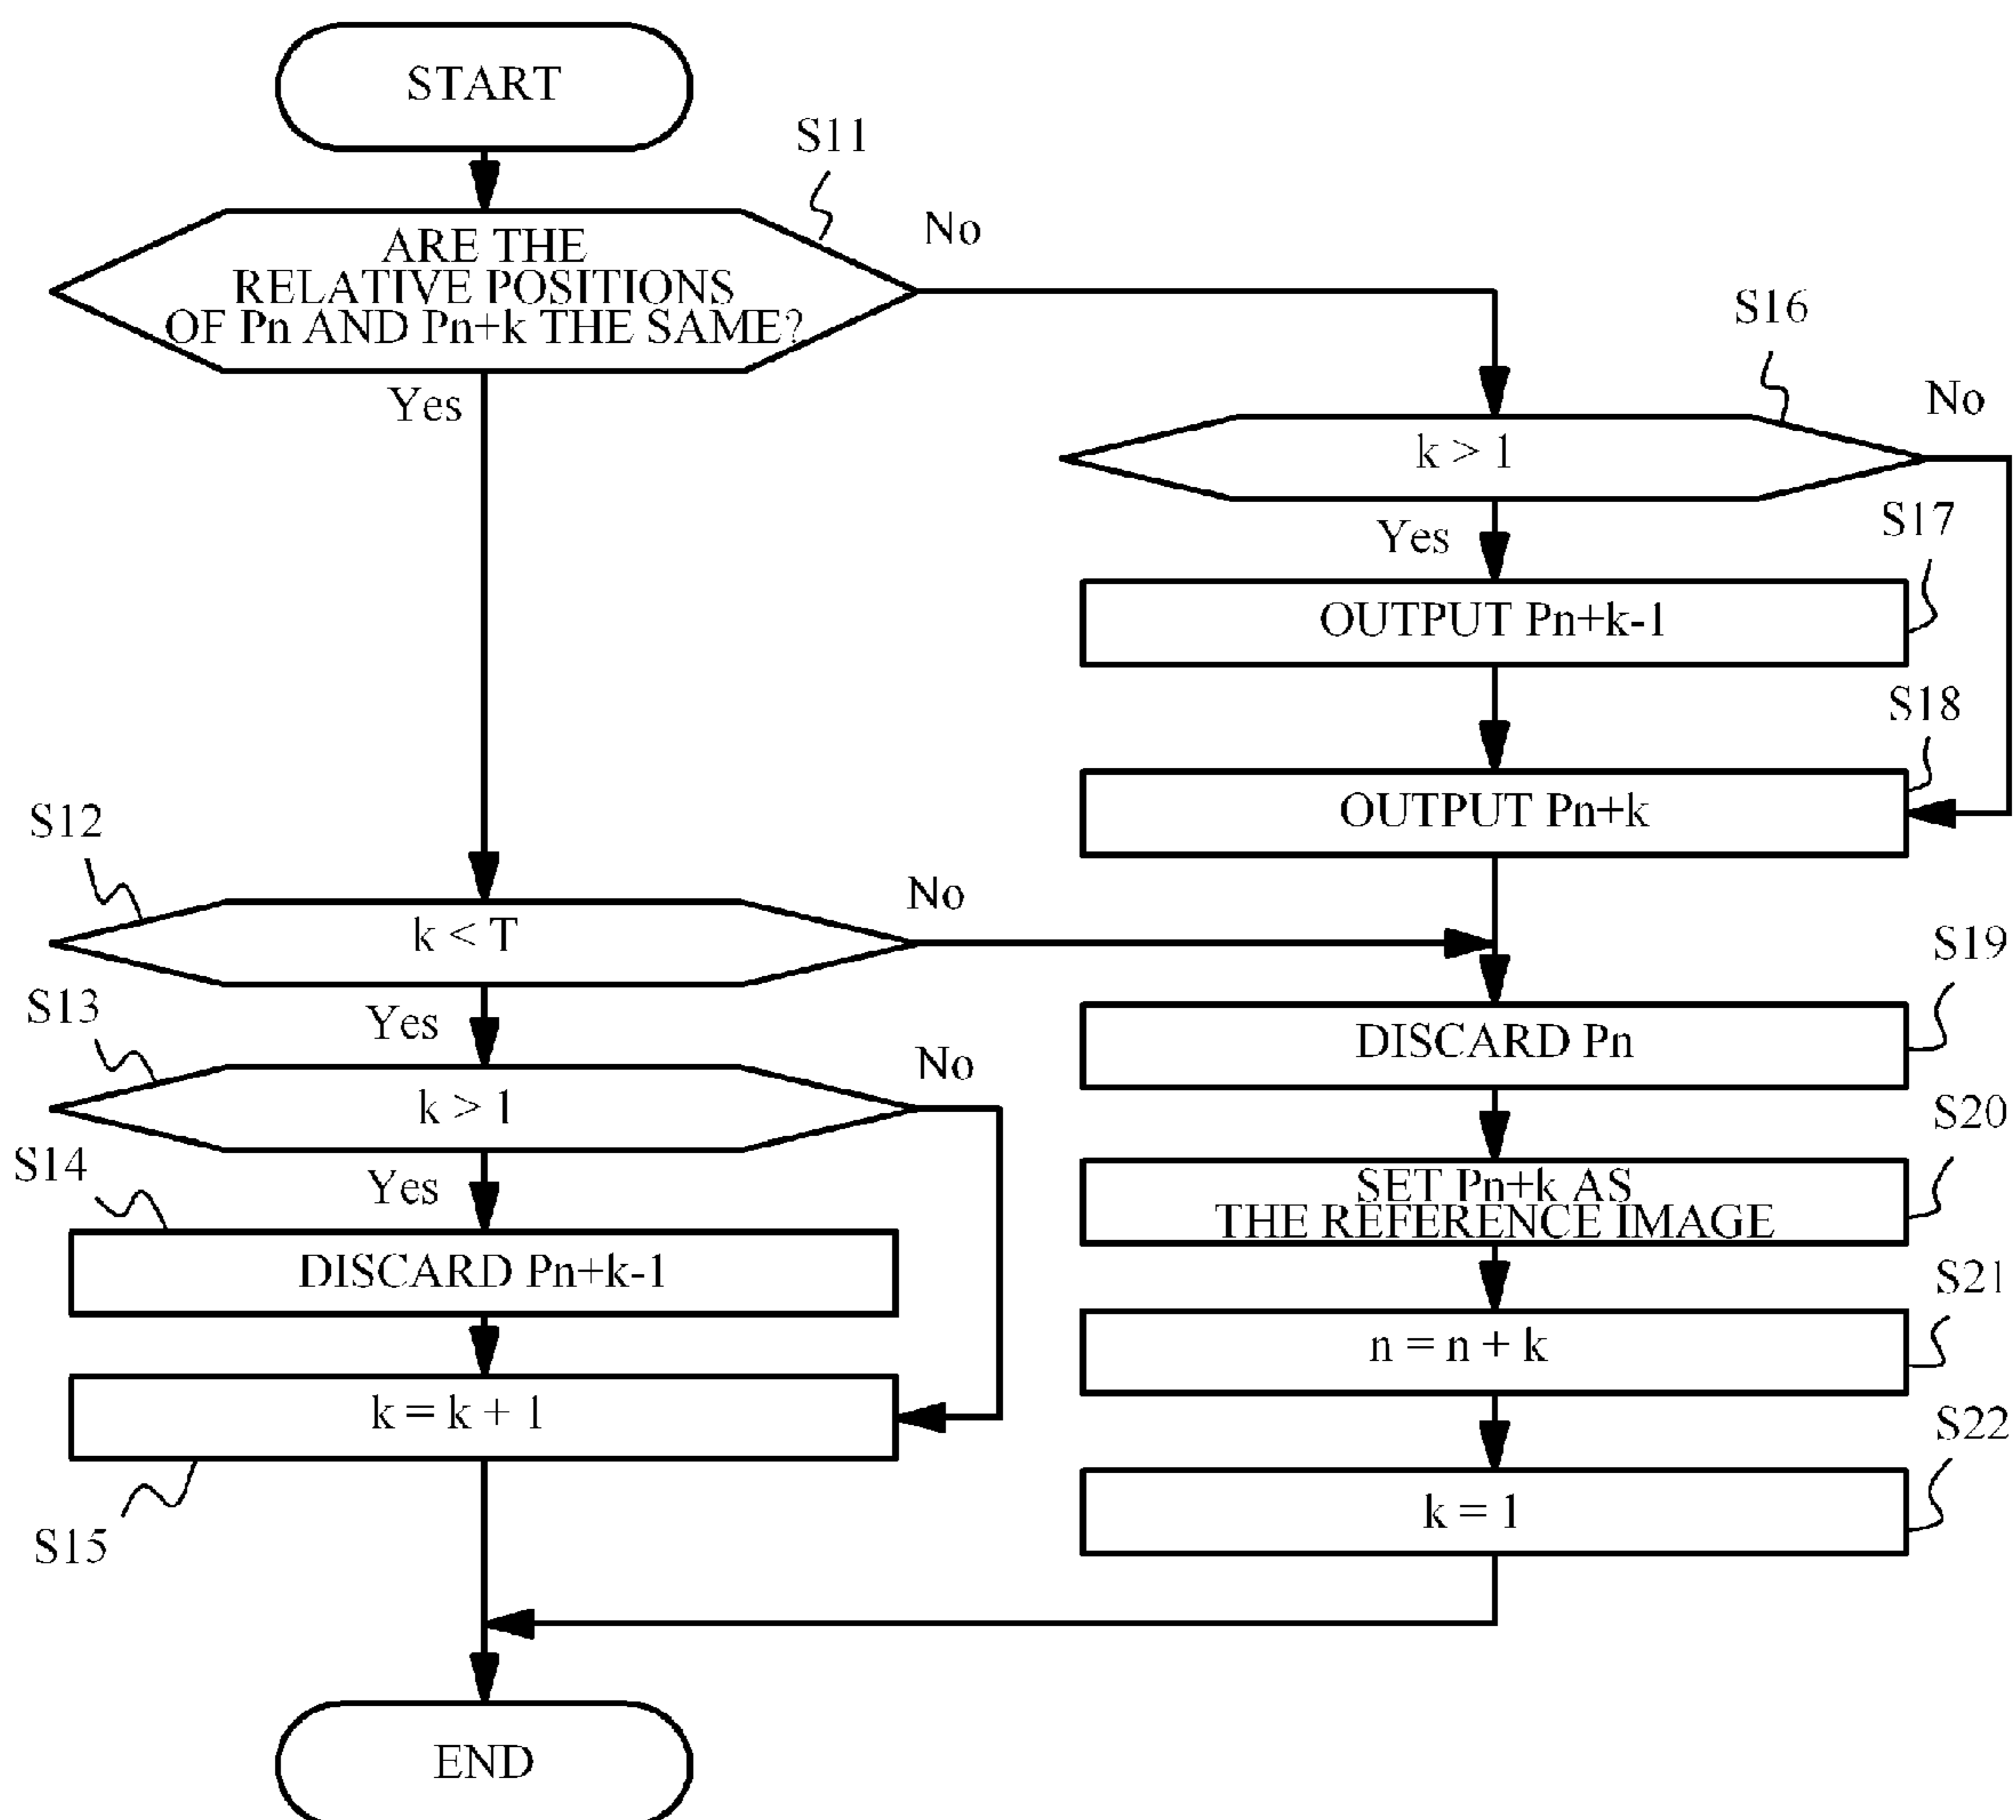 START
S11
ARE THE
RELATIVE POSITIONS
OF Pn AND Pn+k THE SAME?
No
Yes
S16
k > 1
No
Yes
S17
OUTPUT Pn+k-1
S18
OUTPUT Pn+k
S12
k < T
No
Yes
S13
k > 1
No
Yes
S14
DISCARD Pn+k-1
k = k + 1
S15
S19
DISCARD Pn
S20
SET Pn+k AS
THE REFERENCE IMAGE
S21
n = n + k
S22
k = 1
END